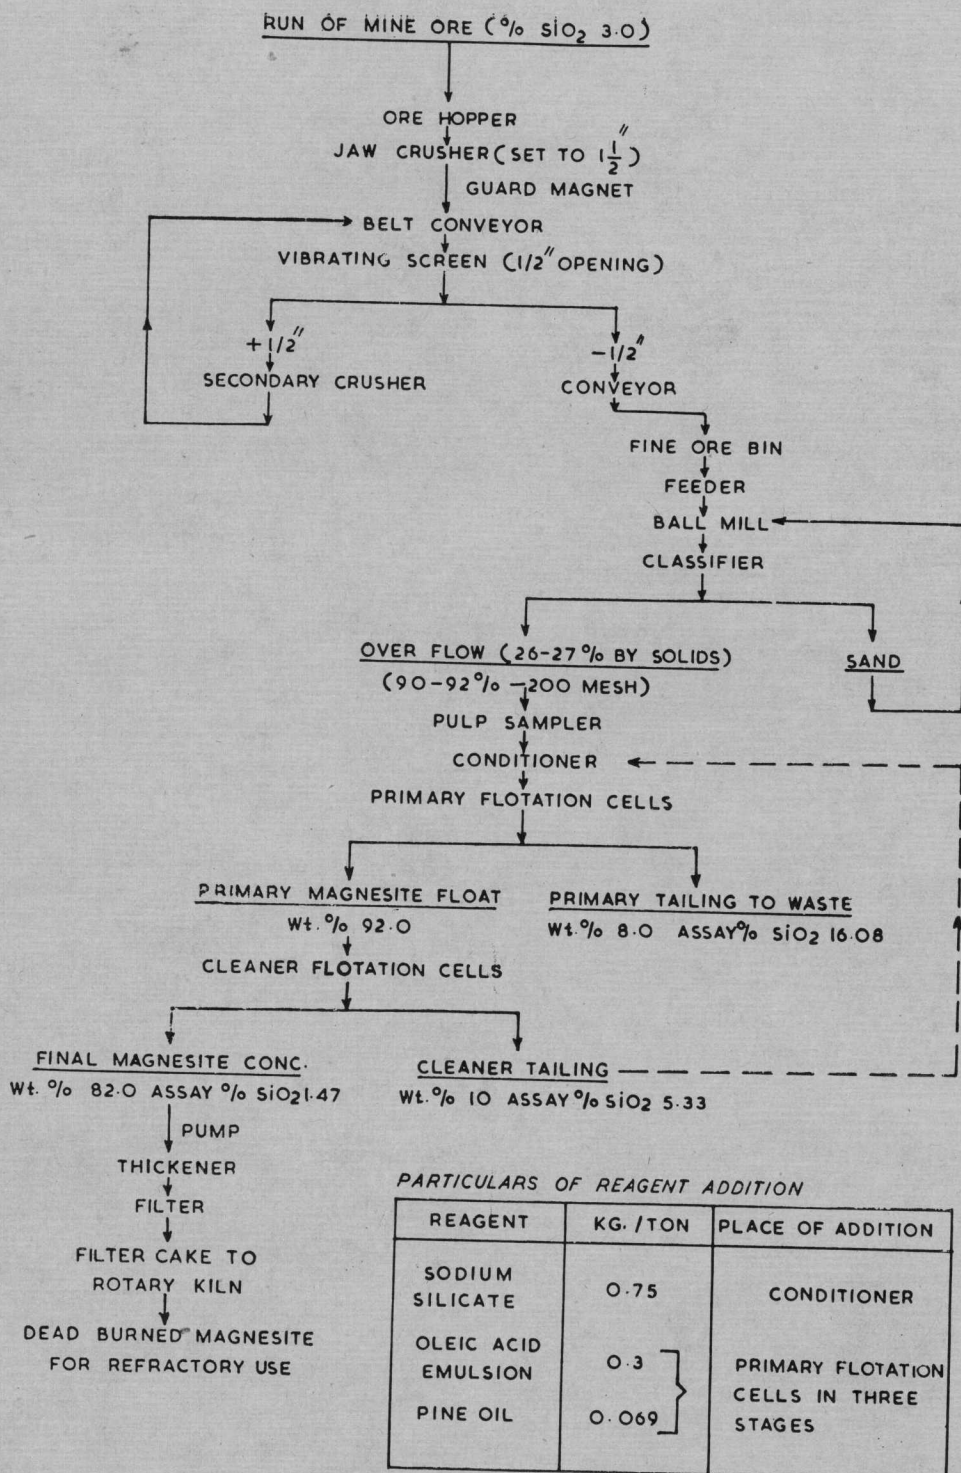 RUN OF MINE ORE (% SiO2 3.0)
ORE HOPPER
JAW CRUSHER (SET TO 1 1/2")
GUARD MAGNET
BELT CONVEYOR
VIBRATING SCREEN (1/2" OPENING)
+1/2"
-1/2"
SECONDARY CRUSHER
CONVEYOR
FINE ORE BIN
FEEDER
BALL MILL
CLASSIFIER
OVER FLOW (26-27% BY SOLIDS)
(90-92% -200 MESH)
SAND
PULP SAMPLER
CONDITIONER
PRIMARY FLOTATION CELLS
PRIMARY MAGNESITE FLOAT
Wt.% 92.0
PRIMARY TAILING TO WASTE
Wt.% 8.0 ASSAY% SiO2 16.08
CLEANER FLOTATION CELLS
FINAL MAGNESITE CONC.
Wt.% 82.0 ASSAY % SiO2 1.47
CLEANER TAILING
Wt.% 10 ASSAY % SiO2 5.33
PUMP
THICKENER
FILTER
FILTER CAKE TO
ROTARY KILN
DEAD BURNED MAGNESITE
FOR REFRACTORY USE
PARTICULARS OF REAGENT ADDITION
REAGENT KG./TON PLACE OF ADDITION
SODIUM
SILICATE 0.75 CONDITIONER
OLEIC ACID
EMULSION 0.3 PRIMARY FLOTATION
CELLS IN THREE
PINE OIL 0.069 STAGES